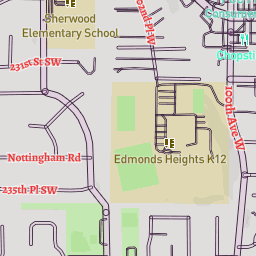 Sherwood
Elementary School
231st St SW
100th Ave W
Nottingham Rd
Edmonds Heights K12
235th Pl SW